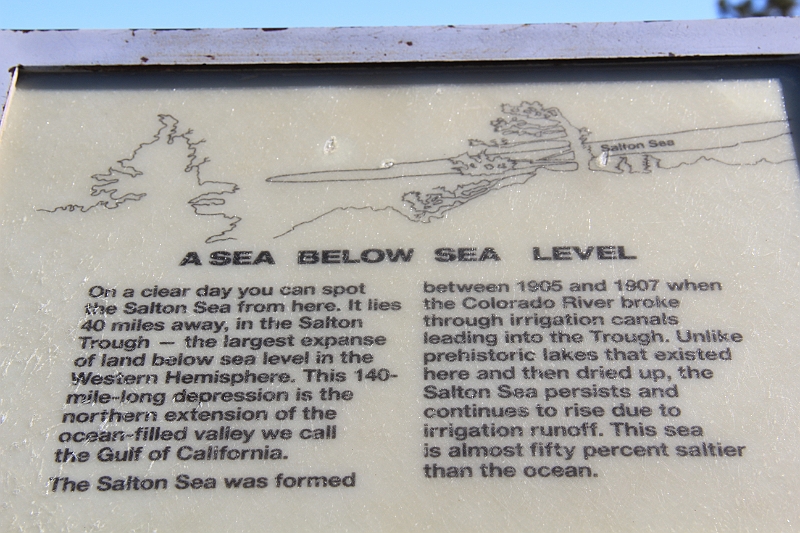 Salton Sea
A SEA BELOW SEA LEVEL
On a clear day you can spot
the Salton Sea from here. It lies
40 miles away, in the Salton
Trough — the largest expanse
of land below sea level in the
Western Hemisphere. This 140-
mile-long depression is the
northern extension of the
ocean-filled valley we call
the Gulf of California.
The Salton Sea was formed
between 1905 and 1907 when
the Colorado River broke
through irrigation canals
leading into the Trough. Unlike
prehistoric lakes that existed
here and then dried up, the
Salton Sea persists and
continues to rise due to
irrigation runoff. This sea
is almost fifty percent saltier
than the ocean.